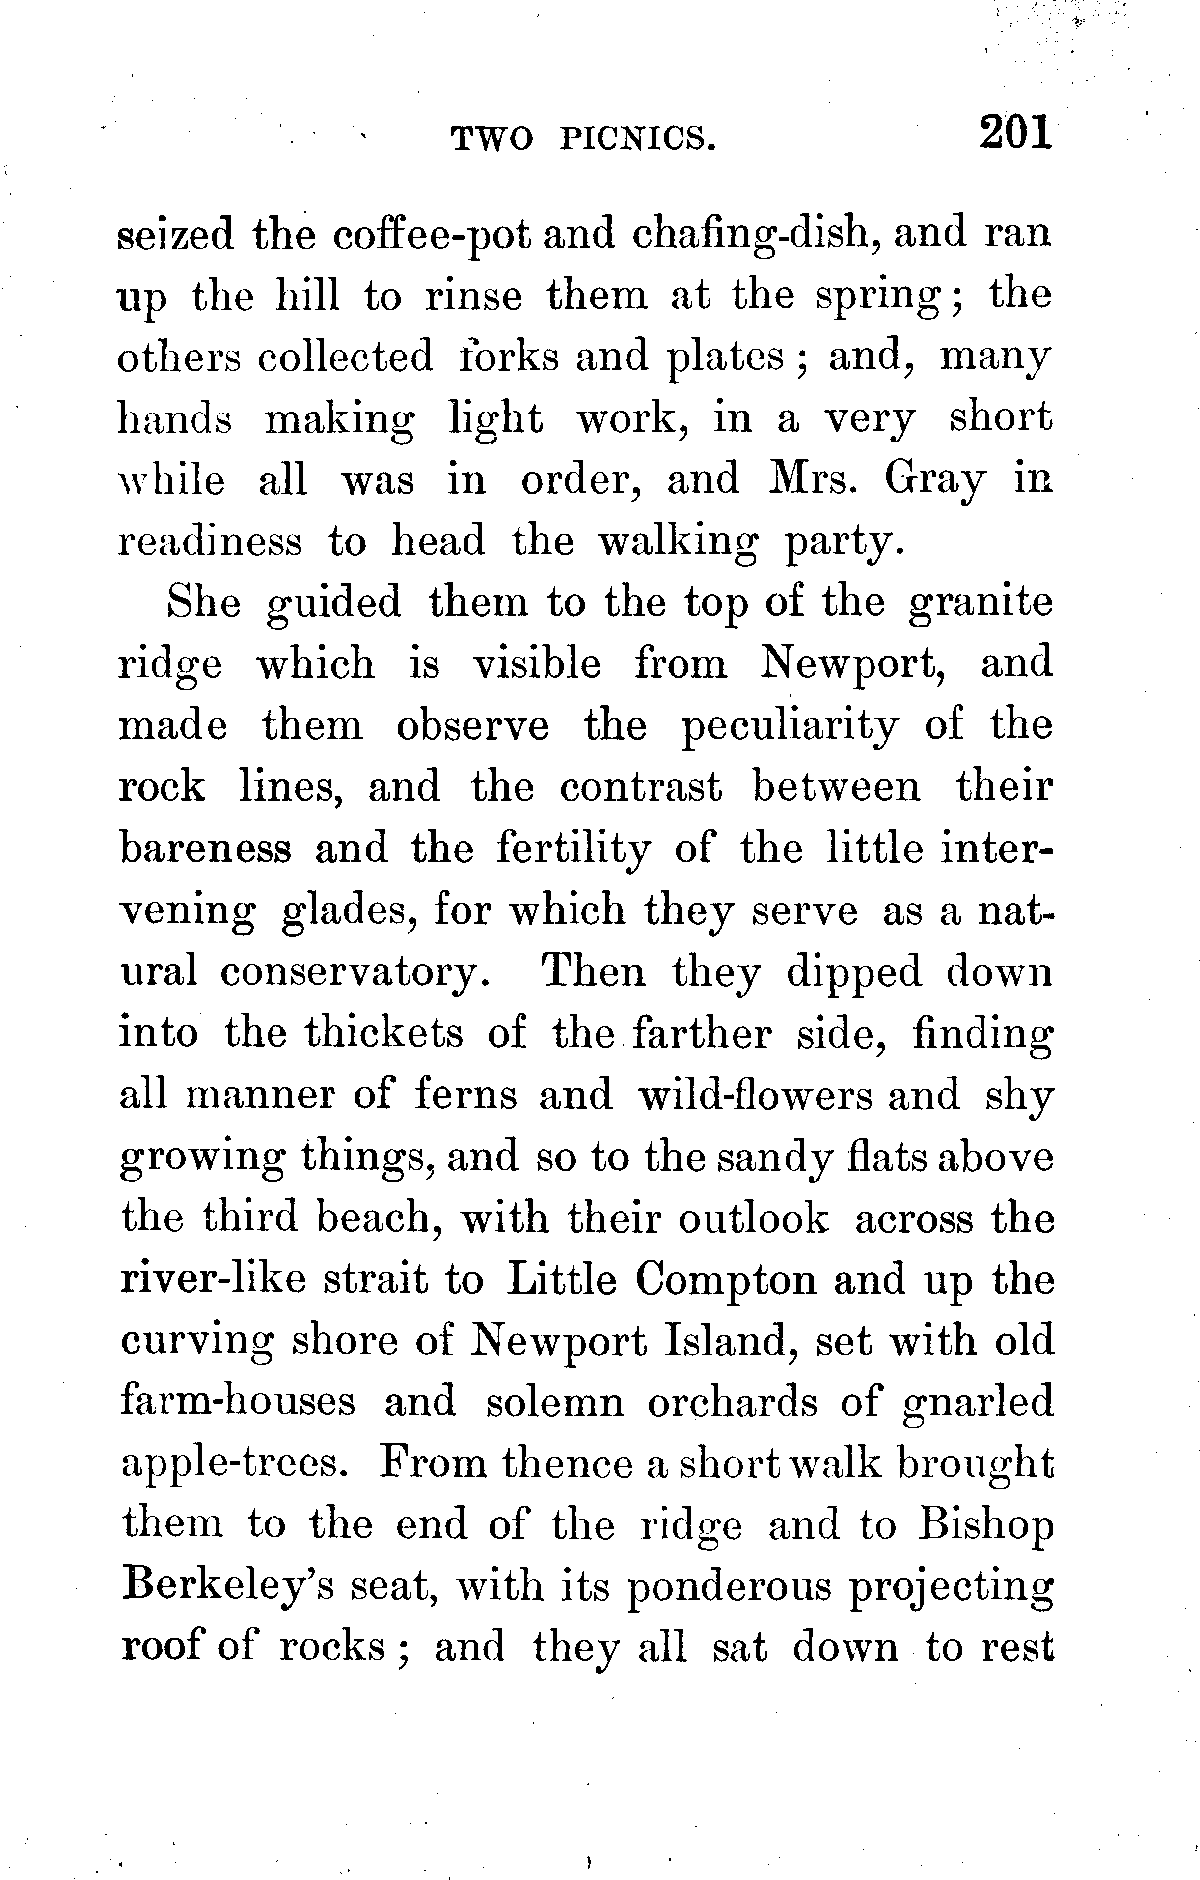 TWO PICNICS. 201
seized the coffee-pot and chafing-dish, and ran
up the hill to rinse them at the spring; the
others collected forks and plates; and, many
hands making light work, in a very short
while all was in order, and Mrs. Gray in
readiness to head the walking party.
She guided them to the top of the granite
ridge which is visible from Newport, and
made them observe the peculiarity of the
rock lines, and the contrast between their
bareness and the fertility of the little inter-
vening glades, for which they serve as a nat-
ural conservatory. Then they dipped down
into the thickets of the farther side, finding
all manner of ferns and wild-flowers and shy
growing things, and so to the sandy flats above
the third beach, with their outlook across the
river-like strait to Little Compton and up the
curving shore of Newport Island, set with old
farm-houses and solemn orchards of gnarled
apple-trees. From thence a short walk brought
them to the end of the ridge and to Bishop
Berkeley's seat, with its ponderous projecting
roof of rocks; and they all sat down to rest